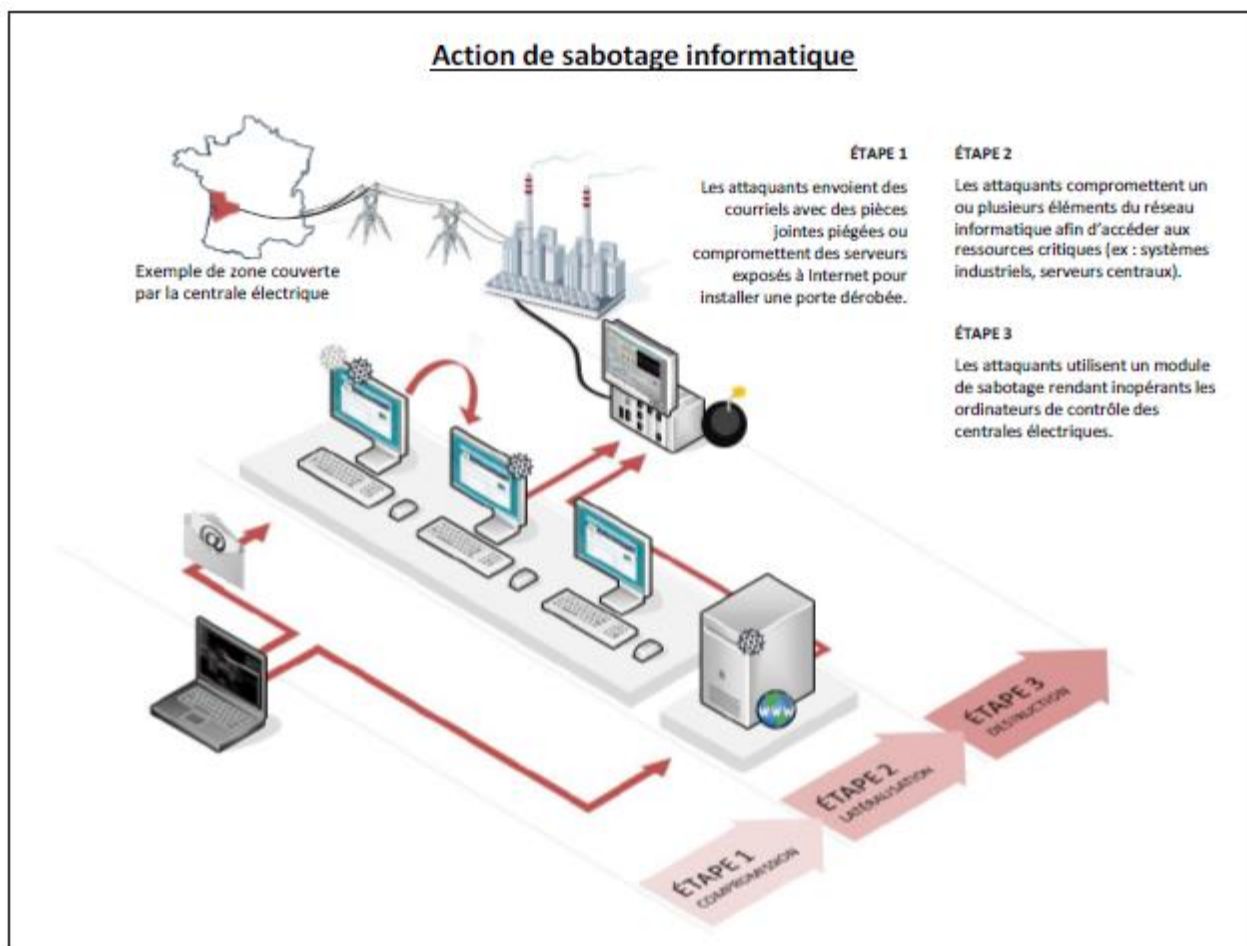 Action de sabotage informatique
Exemple de zone couverte
par la centrale électrique
ÉTAPE 1
Les attaquants envoient des
courriels avec des pièces
jointes piégées ou
compromettent des serveurs
exposés à Internet pour
installer une porte dérobée.
ÉTAPE 2
Les attaquants compromettent un
ou plusieurs éléments du réseau
informatique afin d'accéder aux
ressources critiques (ex : systèmes
industriels, serveurs centraux).
ÉTAPE 3
Les attaquants utilisent un module
de sabotage rendant inopérants les
ordinateurs de contrôle des
centrales électriques.
@
WWW
ÉTAPE 1
COMPROMISSION
ÉTAPE 2
LATÉRALISATION
ÉTAPE 3
DESTRUCTION